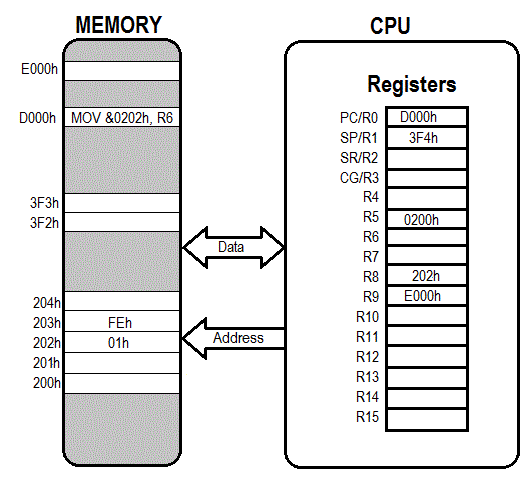 MEMORY
E000h
D000h MOV &0202h, R6
3F3h
3F2h
204h
203h FEh
202h 01h
201h
200h
Data
Address
CPU
Registers
PC/R0 D000h
SP/R1 3F4h
SR/R2
CG/R3
R4
R5 0200h
R6
R7
R8 202h
R9 E000h
R10
R11
R12
R13
R14
R15